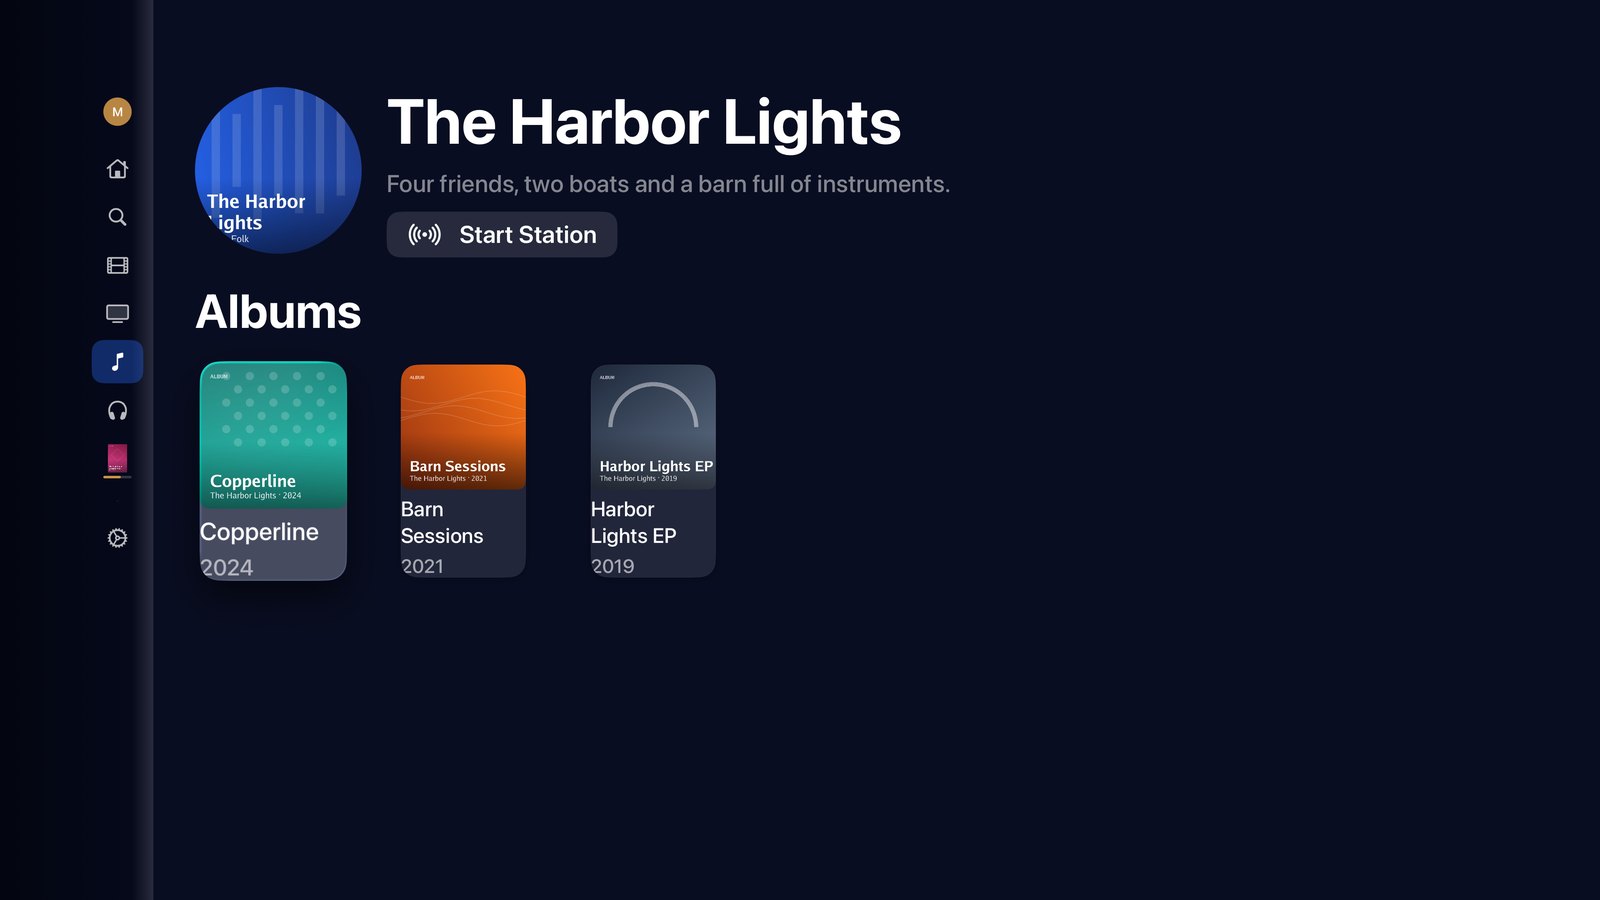 M
The Harbor Lights
Four friends, two boats and a barn full of instruments.
Start Station
The Harbor
Lights
Folk
Albums
ALBUM
Copperline
The Harbor Lights · 2024
Copperline
2024
ALBUM
Barn Sessions
The Harbor Lights · 2021
Barn
Sessions
2021
ALBUM
Harbor Lights EP
The Harbor Lights · 2019
Harbor
Lights EP
2019